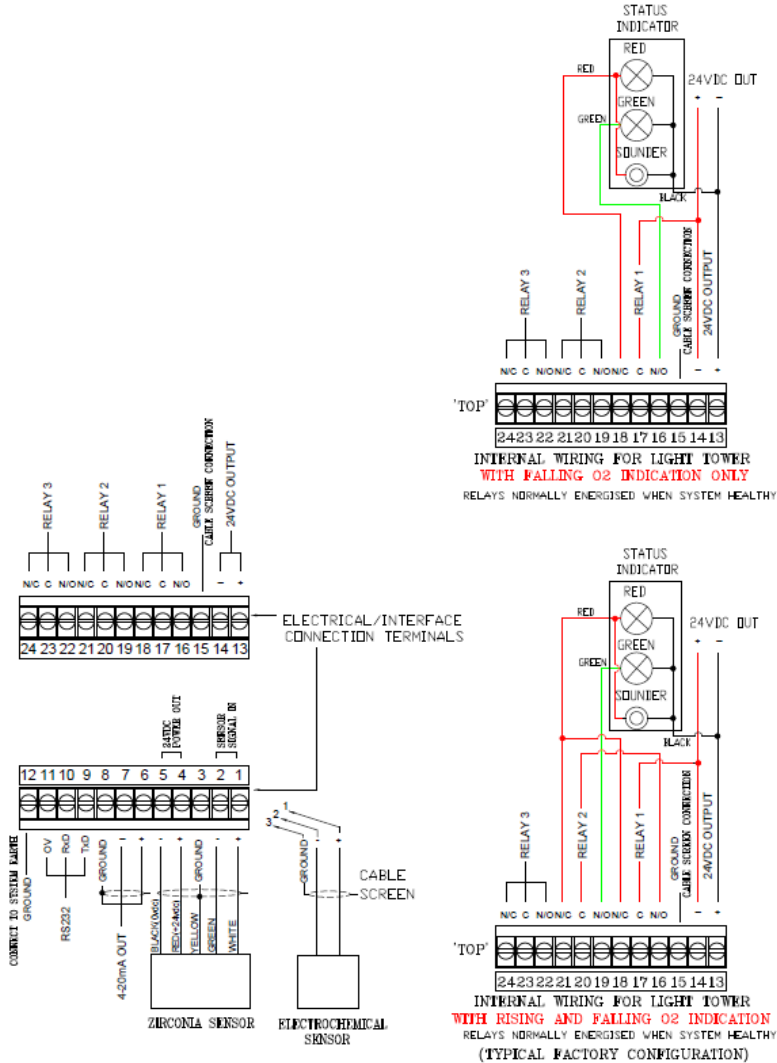 STATUS
INDICATOR
RED
RED
24VDC OUT
+ −
GREEN
GREEN
SOUNDER
BLACK
RELAY 3
RELAY 2
RELAY 1
GROUND
CABLE SCREEN CONNECTION
24VDC OUTPUT
N/C C N/O N/C C N/O N/C C N/O − +
'TOP'
24 23 22 21 20 19 18 17 16 15 14 13
INTERNAL WIRING FOR LIGHT TOWER
WITH FALLING O2 INDICATION ONLY
RELAYS NORMALLY ENERGISED WHEN SYSTEM HEALTHY
RELAY 3
RELAY 2
RELAY 1
GROUND
CABLE SCREEN CONNECTION
24VDC OUTPUT
N/C C N/O N/C C N/O N/C C N/O − +
24 23 22 21 20 19 18 17 16 15 14 13
ELECTRICAL/INTERFACE
CONNECTION TERMINALS
24VDC
POWER OUT
SENSOR
SIGNAL IN
12 11 10 9 8 7 6 5 4 3 2 1
CONNECT TO SYSTEM EARTH
GROUND
0V
RxD
TxD
RS232
GROUND
− +
4-20mA OUT
− +
GROUND
− +
BLACK(0vdc)
RED(+24vdc)
YELLOW
GREEN
WHITE
ZIRCONIA SENSOR
1
2
3
GROUND
− +
CABLE
SCREEN
ELECTROCHEMICAL
SENSOR
STATUS
INDICATOR
RED
RED
24VDC OUT
+ −
GREEN
GREEN
SOUNDER
BLACK
RELAY 3
RELAY 2
RELAY 1
GROUND
CABLE SCREEN CONNECTION
24VDC OUTPUT
N/C C N/O N/C C N/O N/C C N/O − +
'TOP'
24 23 22 21 20 19 18 17 16 15 14 13
INTERNAL WIRING FOR LIGHT TOWER
WITH RISING AND FALLING O2 INDICATION
RELAYS NORMALLY ENERGISED WHEN SYSTEM HEALTHY
(TYPICAL FACTORY CONFIGURATION)